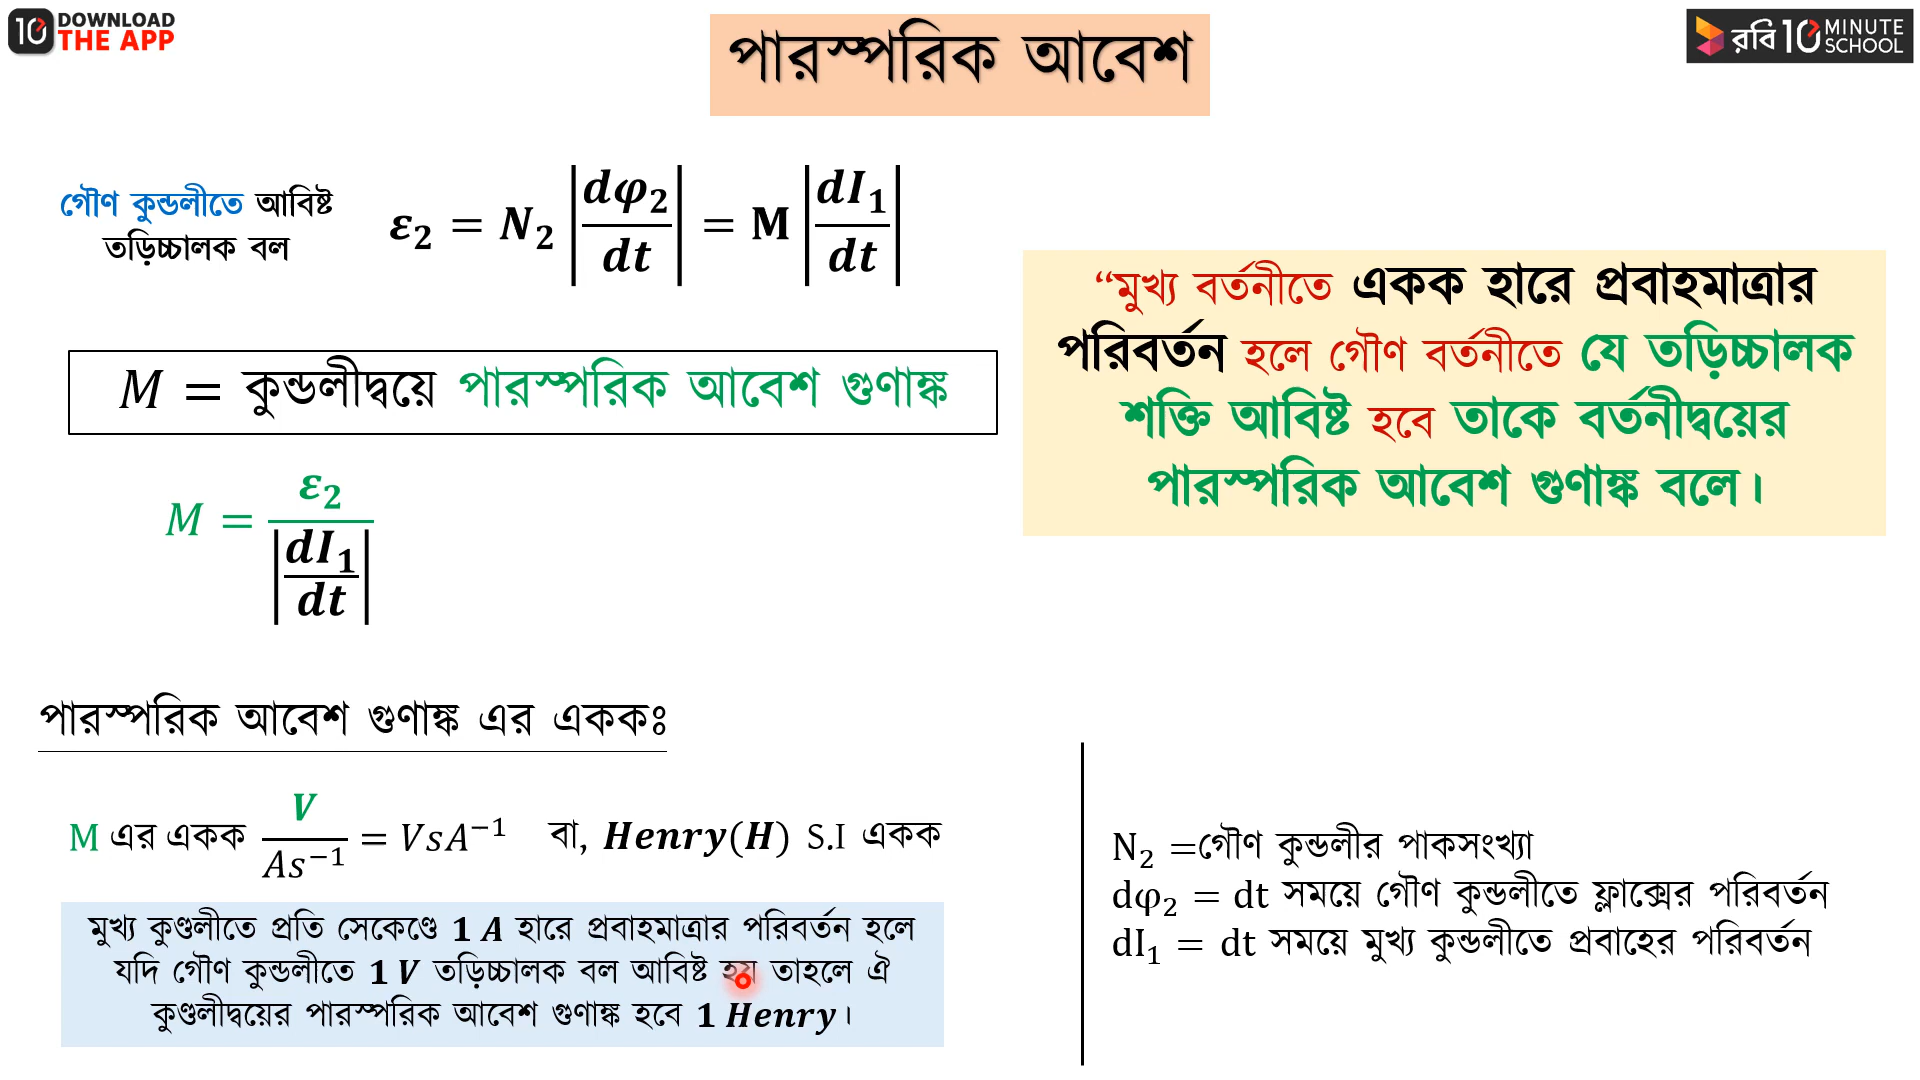 DOWNLOAD
THE APP
পারস্পরিক আবেশ
রবি 10 MINUTE SCHOOL
গৌণ কুন্ডলীতে আবিষ্ট
তড়িচ্চালক বল
ε₂ = N₂ |dφ₂/dt| = M |dI₁/dt|
M = কুন্ডলীদ্বয়ে পারস্পরিক আবেশ গুণাঙ্ক
M = ε₂ / |dI₁/dt|
“মুখ্য বর্তনীতে একক হারে প্রবাহমাত্রার
পরিবর্তন হলে গৌণ বর্তনীতে যে তড়িচ্চালক
শক্তি আবিষ্ট হবে তাকে বর্তনীদ্বয়ের
পারস্পরিক আবেশ গুণাঙ্ক বলে।
পারস্পরিক আবেশ গুণাঙ্ক এর এককঃ
M এর একক V/As⁻¹ = VsA⁻¹ বা, Henry(H) S.I একক
মুখ্য কুণ্ডলীতে প্রতি সেকেণ্ডে 1 A হারে প্রবাহমাত্রার পরিবর্তন হলে
যদি গৌণ কুন্ডলীতে 1 V তড়িচ্চালক বল আবিষ্ট হয় তাহলে ঐ
কুণ্ডলীদ্বয়ের পারস্পরিক আবেশ গুণাঙ্ক হবে 1 Henry।
N₂ =গৌণ কুন্ডলীর পাকসংখ্যা
dφ₂ = dt সময়ে গৌণ কুন্ডলীতে ফ্লাক্সের পরিবর্তন
dI₁ = dt সময়ে মুখ্য কুন্ডলীতে প্রবাহের পরিবর্তন